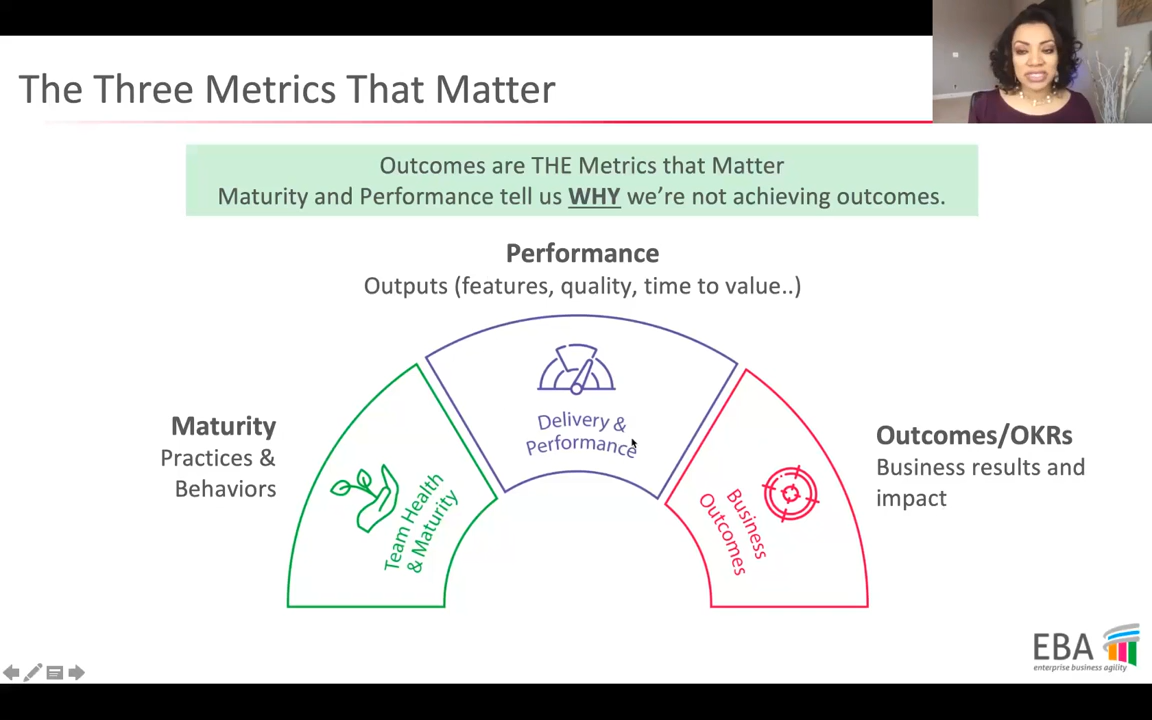 The Three Metrics That Matter
Outcomes are THE Metrics that Matter
Maturity and Performance tell us WHY we're not achieving outcomes.
Performance
Outputs (features, quality, time to value..)
Delivery &
Performance
Maturity
Practices &
Behaviors
Team Health
& Maturity
Business
Outcomes
Outcomes/OKRs
Business results and
impact
EBA
enterprise business agility